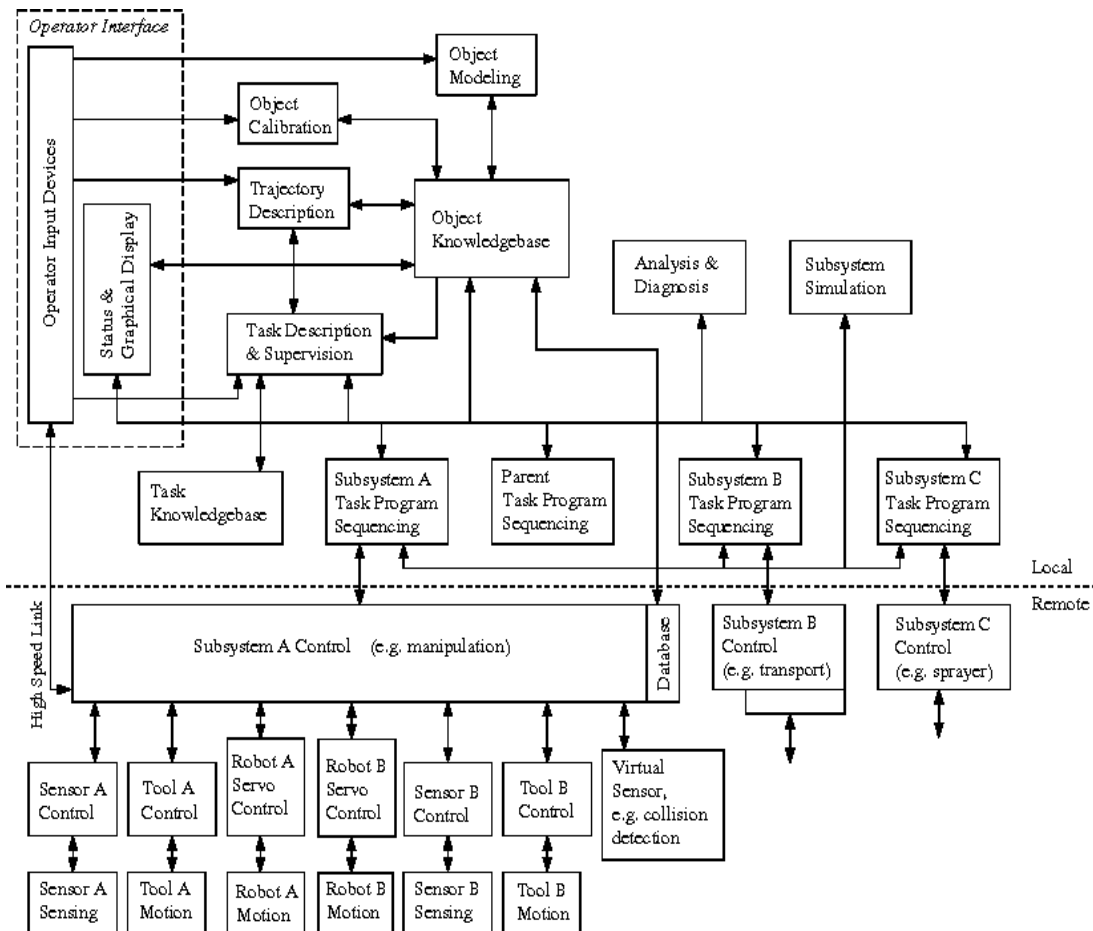 Operator Interface
Object
Modeling
Object
Calibration
Operator Input Devices
Trajectory
Description
Status &
Graphical Display
Object
Knowledgebase
Analysis &
Diagnosis
Subsystem
Simulation
Task Description
& Supervision
Task
Knowledgebase
Subsystem A
Task Program
Sequencing
Parent
Task Program
Sequencing
Subsystem B
Task Program
Sequencing
Subsystem C
Task Program
Sequencing
Local
Remote
High Speed Link
Subsystem A Control (e.g. manipulation)
Database
Subsystem B
Control
(e.g. transport)
Subsystem C
Control
(e.g. sprayer)
Sensor A
Control
Tool A
Control
Robot A
Servo
Control
Robot B
Servo
Control
Sensor B
Control
Tool B
Control
Virtual
Sensor,
e.g. collision
detection
Sensor A
Sensing
Tool A
Motion
Robot A
Motion
Robot B
Motion
Sensor B
Sensing
Tool B
Motion